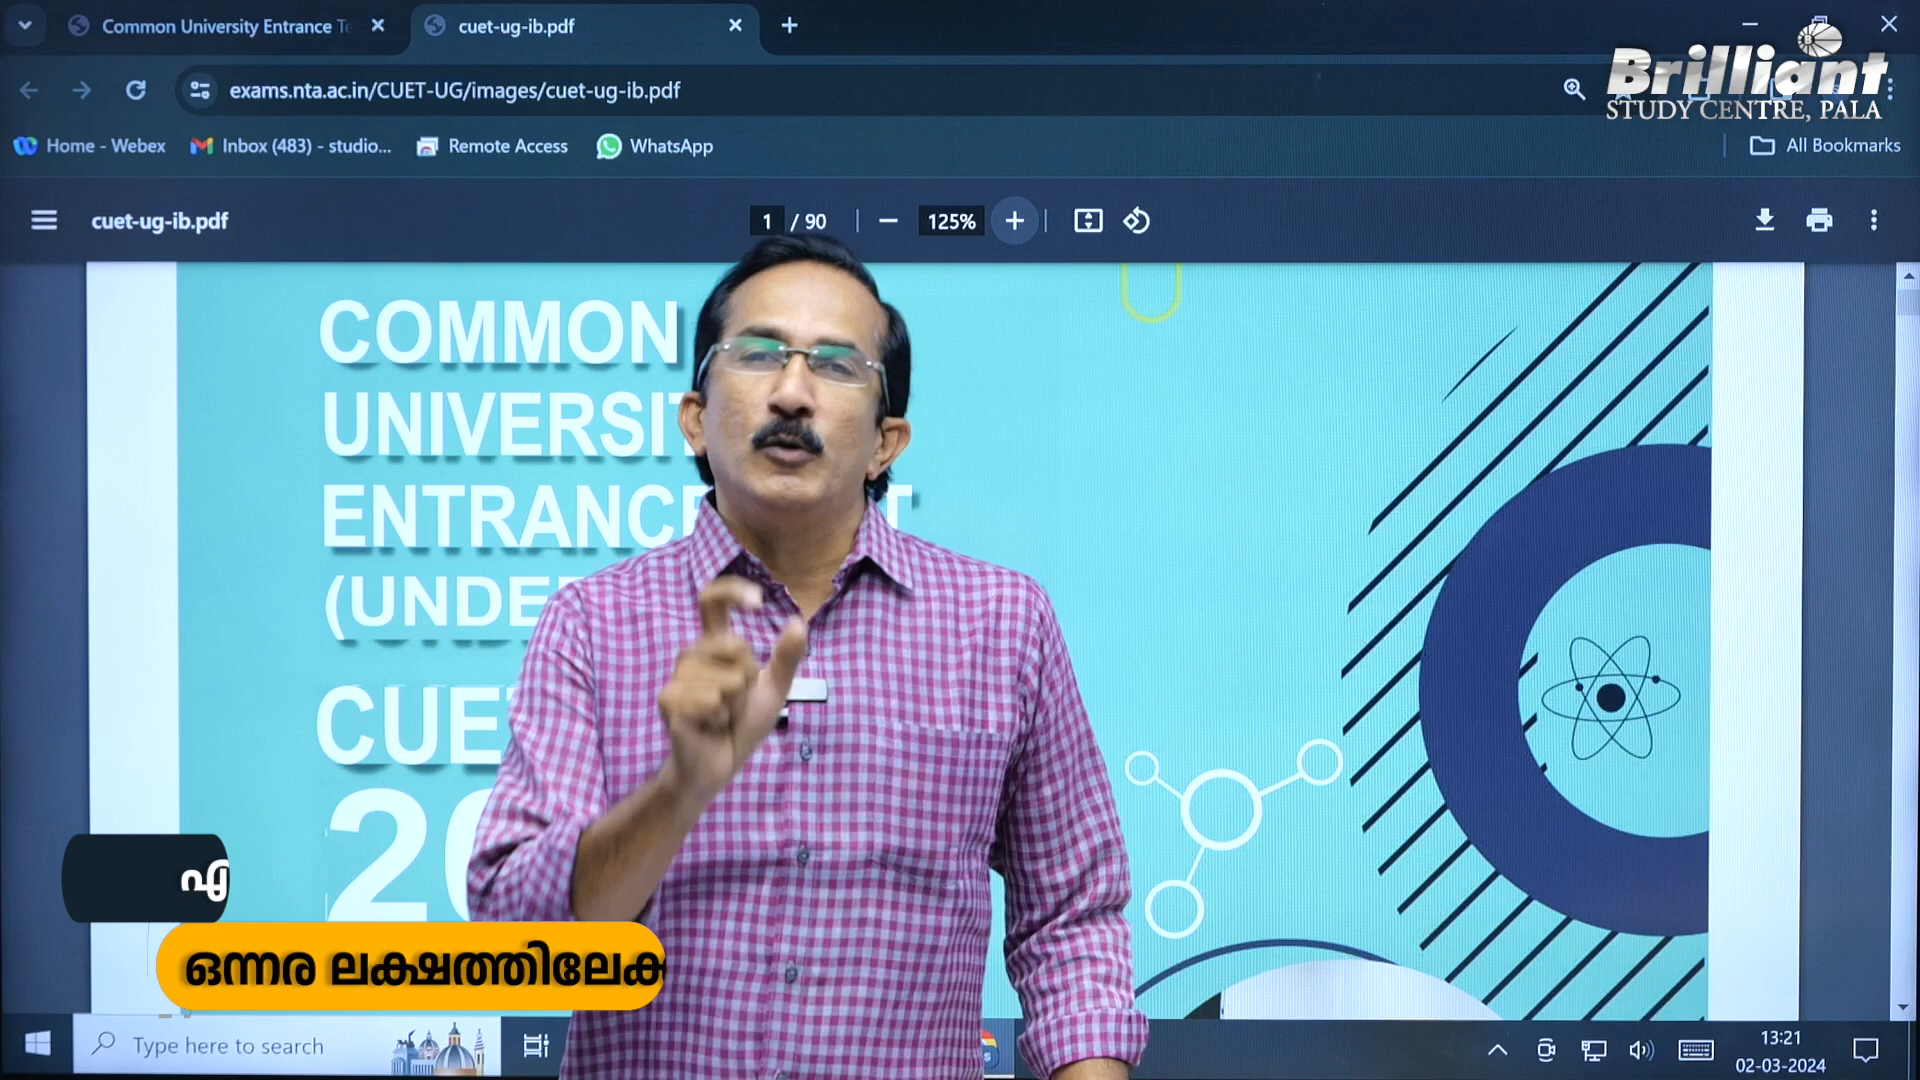 Common University Entrance Te
cuet-ug-ib.pdf
exams.nta.ac.in/CUET-UG/images/cuet-ug-ib.pdf
Brilliant
STUDY CENTRE, PALA
Home - Webex
Inbox (483) - studio...
Remote Access
WhatsApp
All Bookmarks
cuet-ug-ib.pdf
1 / 90
125%
COMMON
UNIVERSIT
ENTRANCE T
(UNDE
CUE
20
എ
ഒന്നര ലക്ഷത്തിലേക
Type here to search
13:21
02-03-2024